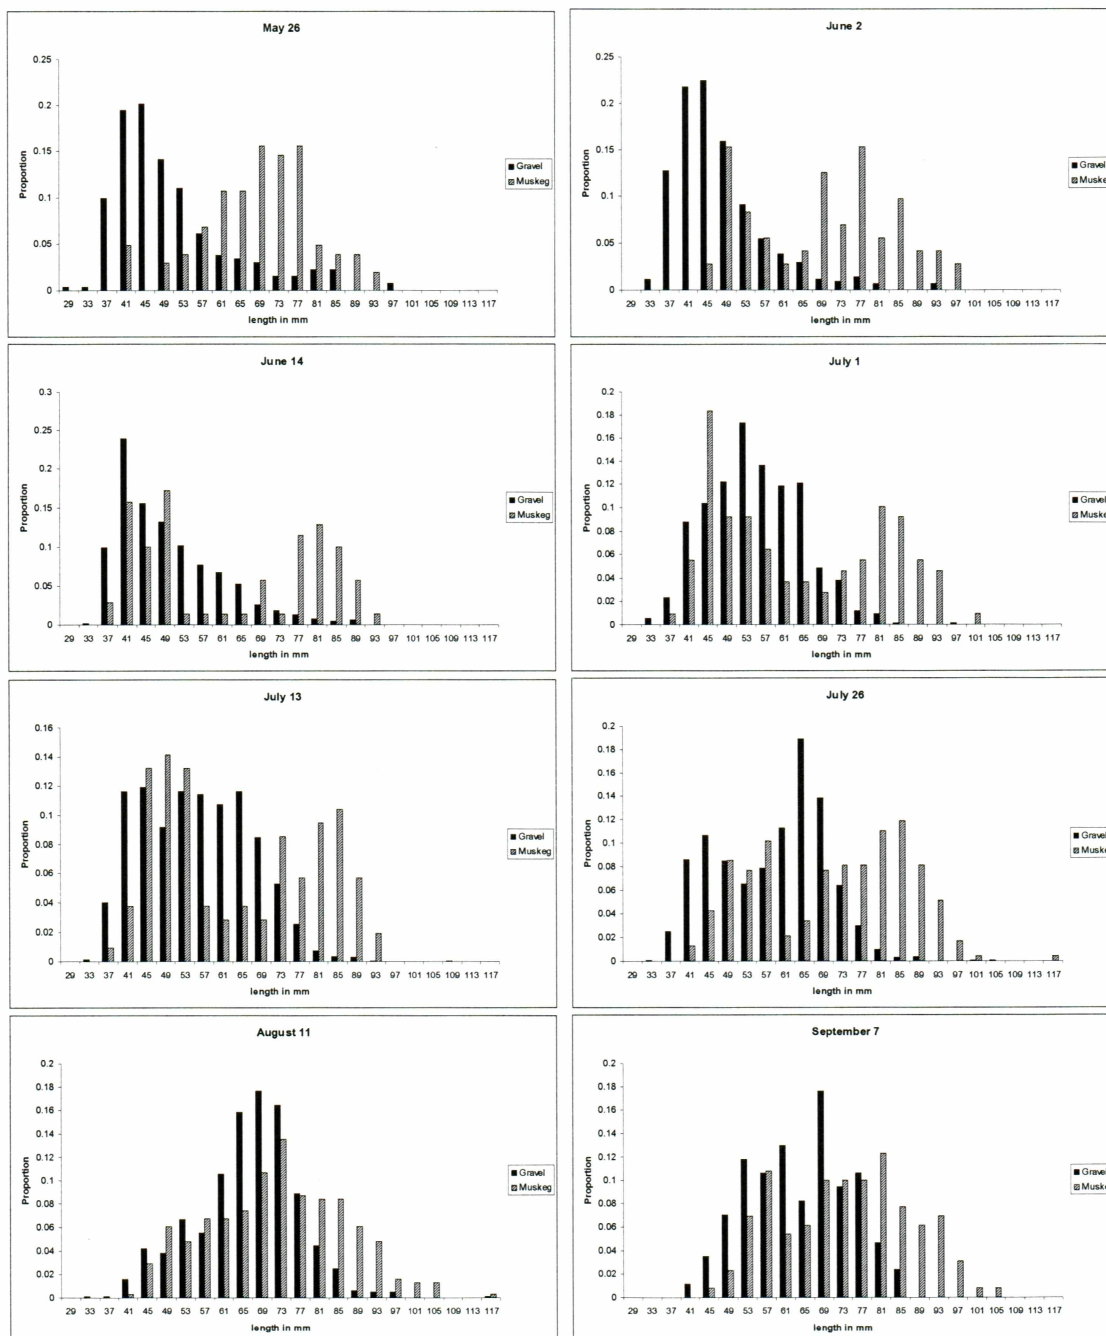 May 26
0.25
0.2
0.15
0.1
0.05
0
Proportion
Gravel
Muskeg
29 33 37 41 45 49 53 57 61 65 69 73 77 81 85 89 93 97 101 105 109 113 117
length in mm
June 2
0.25
0.2
0.15
0.1
0.05
0
Proportion
Gravel
Muskeg
29 33 37 41 45 49 53 57 61 65 69 73 77 81 85 89 93 97 101 105 109 113 117
length in mm
June 14
0.3
0.25
0.2
0.15
0.1
0.05
0
Proportion
Gravel
Muskeg
29 33 37 41 45 49 53 57 61 65 69 73 77 81 85 89 93 97 101 105 109 113 117
length in mm
July 1
0.2
0.18
0.16
0.14
0.12
0.1
0.08
0.06
0.04
0.02
0
Proportion
Gravel
Muskeg
29 33 37 41 45 49 53 57 61 65 69 73 77 81 85 89 93 97 101 105 109 113 117
length in mm
July 13
0.16
0.14
0.12
0.1
0.08
0.06
0.04
0.02
0
Proportion
Gravel
Muskeg
29 33 37 41 45 49 53 57 61 65 69 73 77 81 85 89 93 97 101 105 109 113 117
length in mm
July 26
0.2
0.18
0.16
0.14
0.12
0.1
0.08
0.06
0.04
0.02
0
Proportion
Gravel
Muskeg
29 33 37 41 45 49 53 57 61 65 69 73 77 81 85 89 93 97 101 105 109 113 117
length in mm
August 11
0.2
0.18
0.16
0.14
0.12
0.1
0.08
0.06
0.04
0.02
0
Proportion
Gravel
Muskeg
29 33 37 41 45 49 53 57 61 65 69 73 77 81 85 89 93 97 101 105 109 113 117
length in mm
September 7
0.2
0.18
0.16
0.14
0.12
0.1
0.08
0.06
0.04
0.02
0
Proportion
Gravel
Muskeg
29 33 37 41 45 49 53 57 61 65 69 73 77 81 85 89 93 97 101 105 109 113 117
length in mm